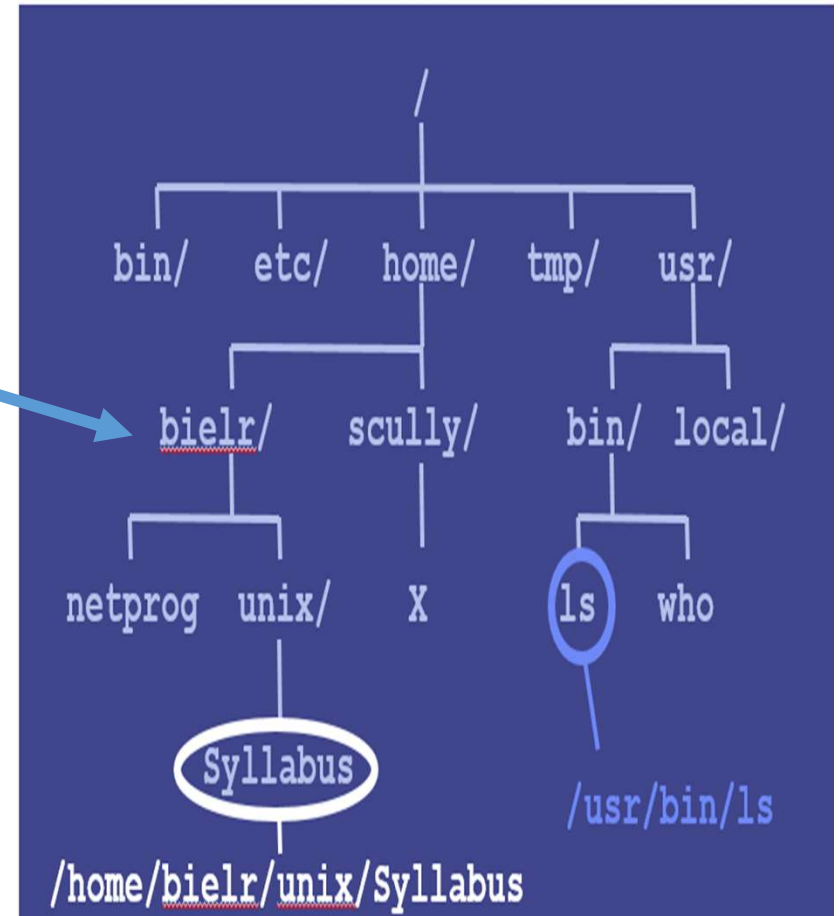 /
bin/ etc/ home/ tmp/ usr/
bielr/ scully/ bin/ local/
netprog unix/ X ls who
Syllabus
/usr/bin/ls
/home/bielr/unix/Syllabus